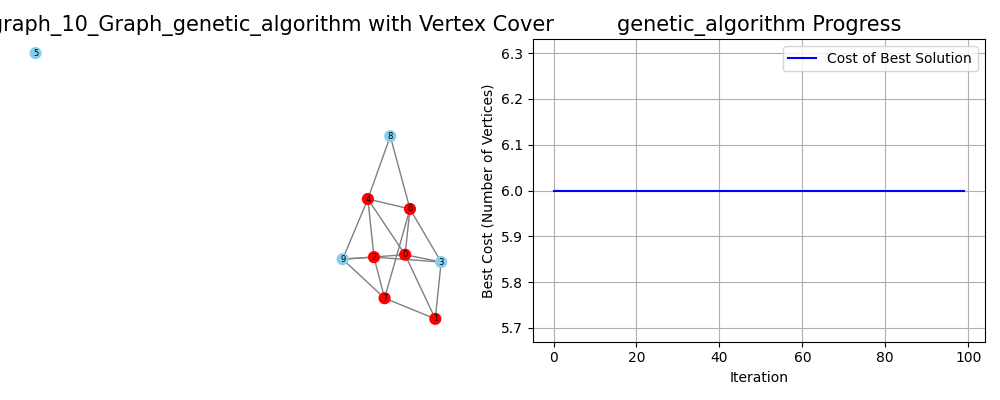 graph_10_Graph_genetic_algorithm with Vertex Cover
5
8
4
6
9
2
0
3
7
1
genetic_algorithm Progress
Cost of Best Solution
Best Cost (Number of Vertices)
6.3
6.2
6.1
6.0
5.9
5.8
5.7
0 20 40 60 80 100
Iteration